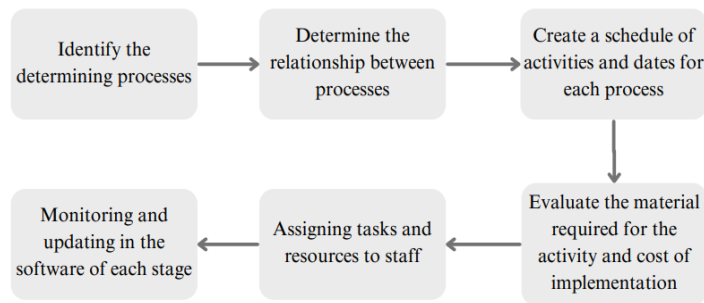 Identify the
determining processes
Determine the
relationship between
processes
Create a schedule of
activities and dates for
each process
Evaluate the material
required for the
activity and cost of
implementation
Assigning tasks and
resources to staff
Monitoring and
updating in the
software of each stage